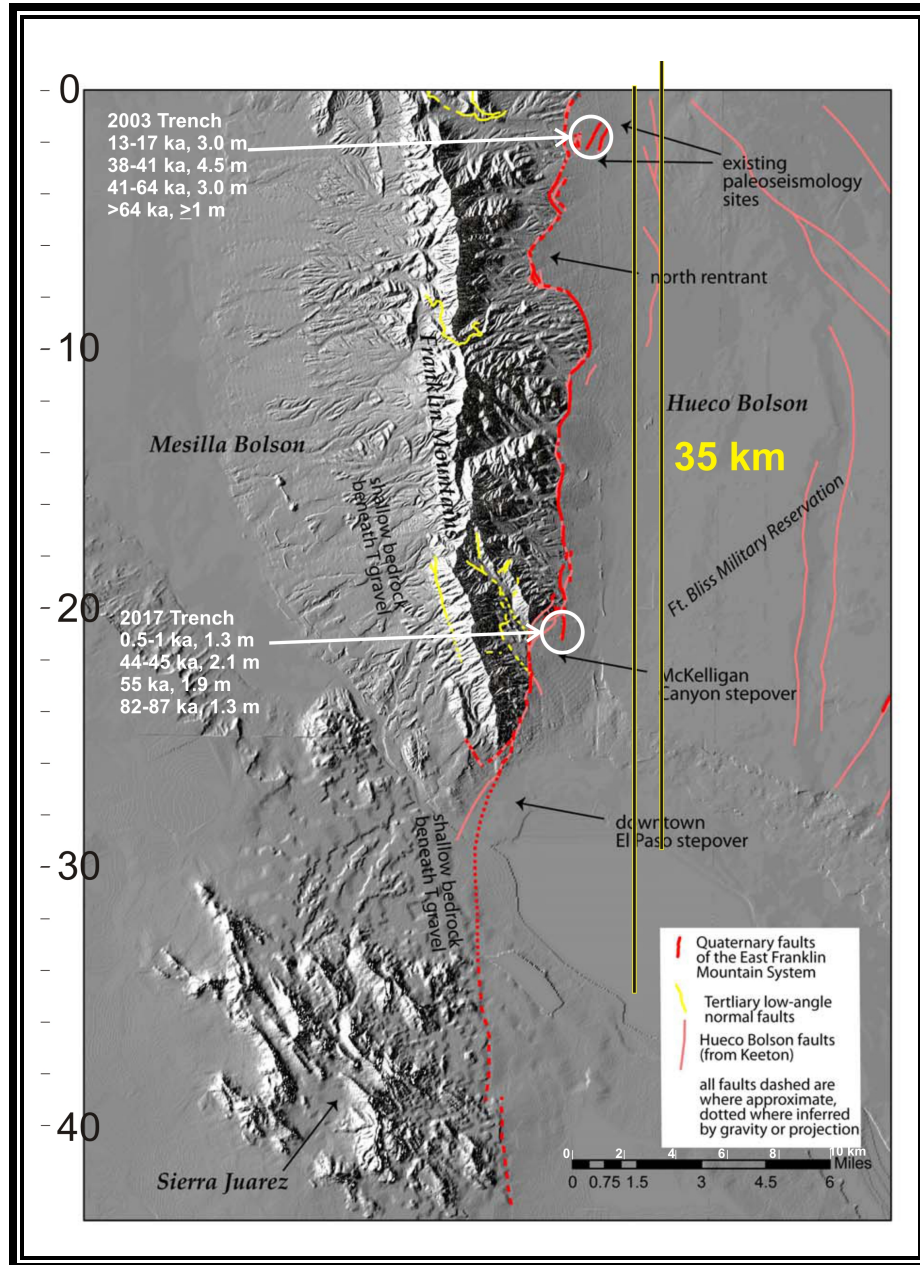 0
10
20
30
40
2003 Trench
13-17 ka, 3.0 m
38-41 ka, 4.5 m
41-64 ka, 3.0 m
>64 ka, ≥1 m
existing
paleoseismology
sites
north rentrant
Franklin Mountains
Mesilla Bolson
Hueco Bolson
35 km
shallow bedrock
beneath T gravel
Ft. Bliss Military Reservation
2017 Trench
0.5-1 ka, 1.3 m
44-45 ka, 2.1 m
55 ka, 1.9 m
82-87 ka, 1.3 m
McKelligan
Canyon stepover
downtown
El Paso stepover
shallow bedrock
beneath T gravel
Sierra Juarez
Quaternary faults
of the East Franklin
Mountain System
Tertliary low-angle
normal faults
Hueco Bolson faults
(from Keeton)
all faults dashed are
where approximate,
dotted where inferred
by gravity or projection
0 2 4 6 8 10 km
Miles
0 0.75 1.5 3 4.5 6